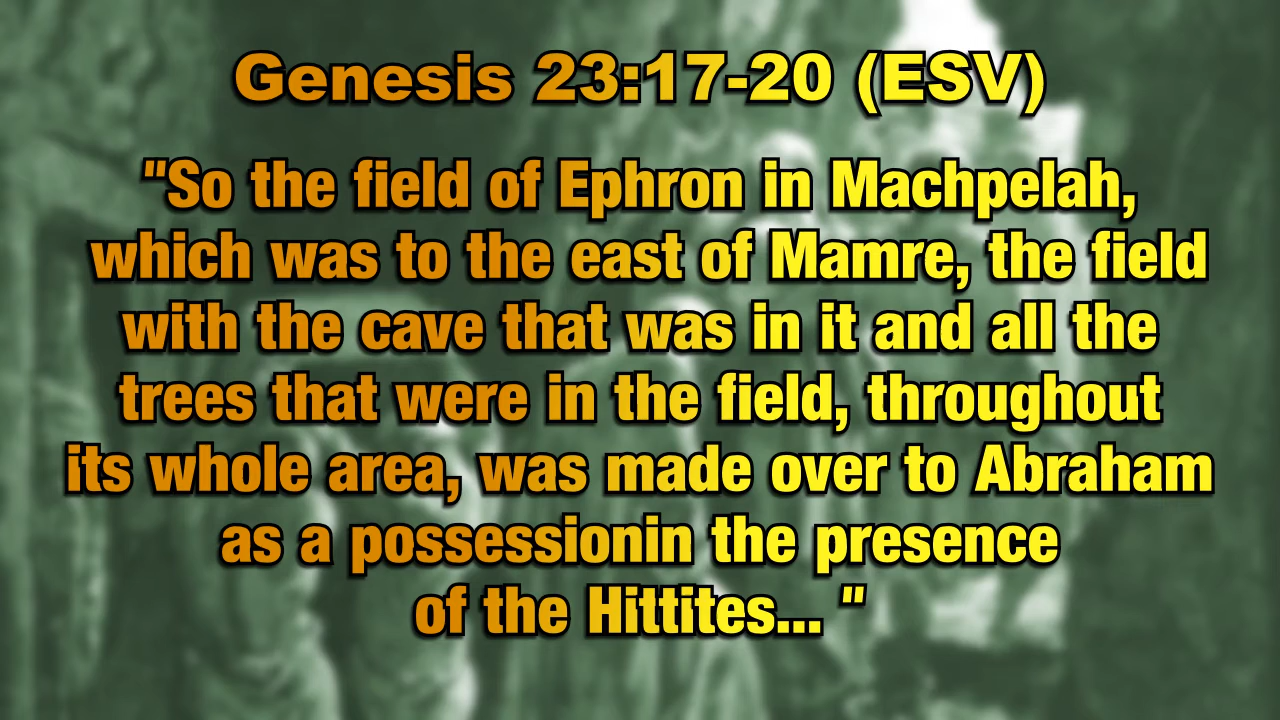 Genesis 23:17-20 (ESV)
"So the field of Ephron in Machpelah,
which was to the east of Mamre, the field
with the cave that was in it and all the
trees that were in the field, throughout
its whole area, was made over to Abraham
as a possessionin the presence
of the Hittites... "